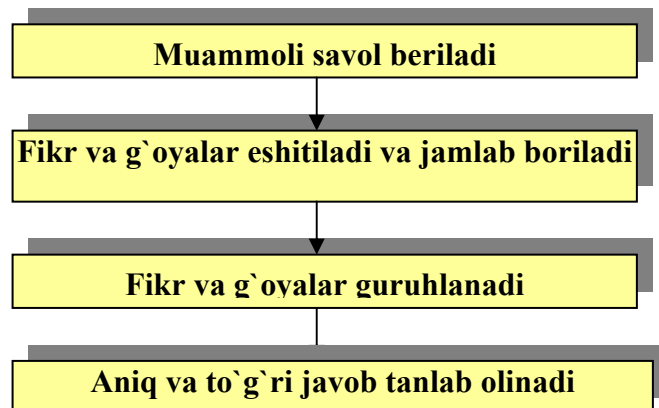 Muammoli savol beriladi
Fikr va g`oyalar eshitiladi va jamlab boriladi
Fikr va g`oyalar guruhlanadi
Aniq va to`g`ri javob tanlab olinadi